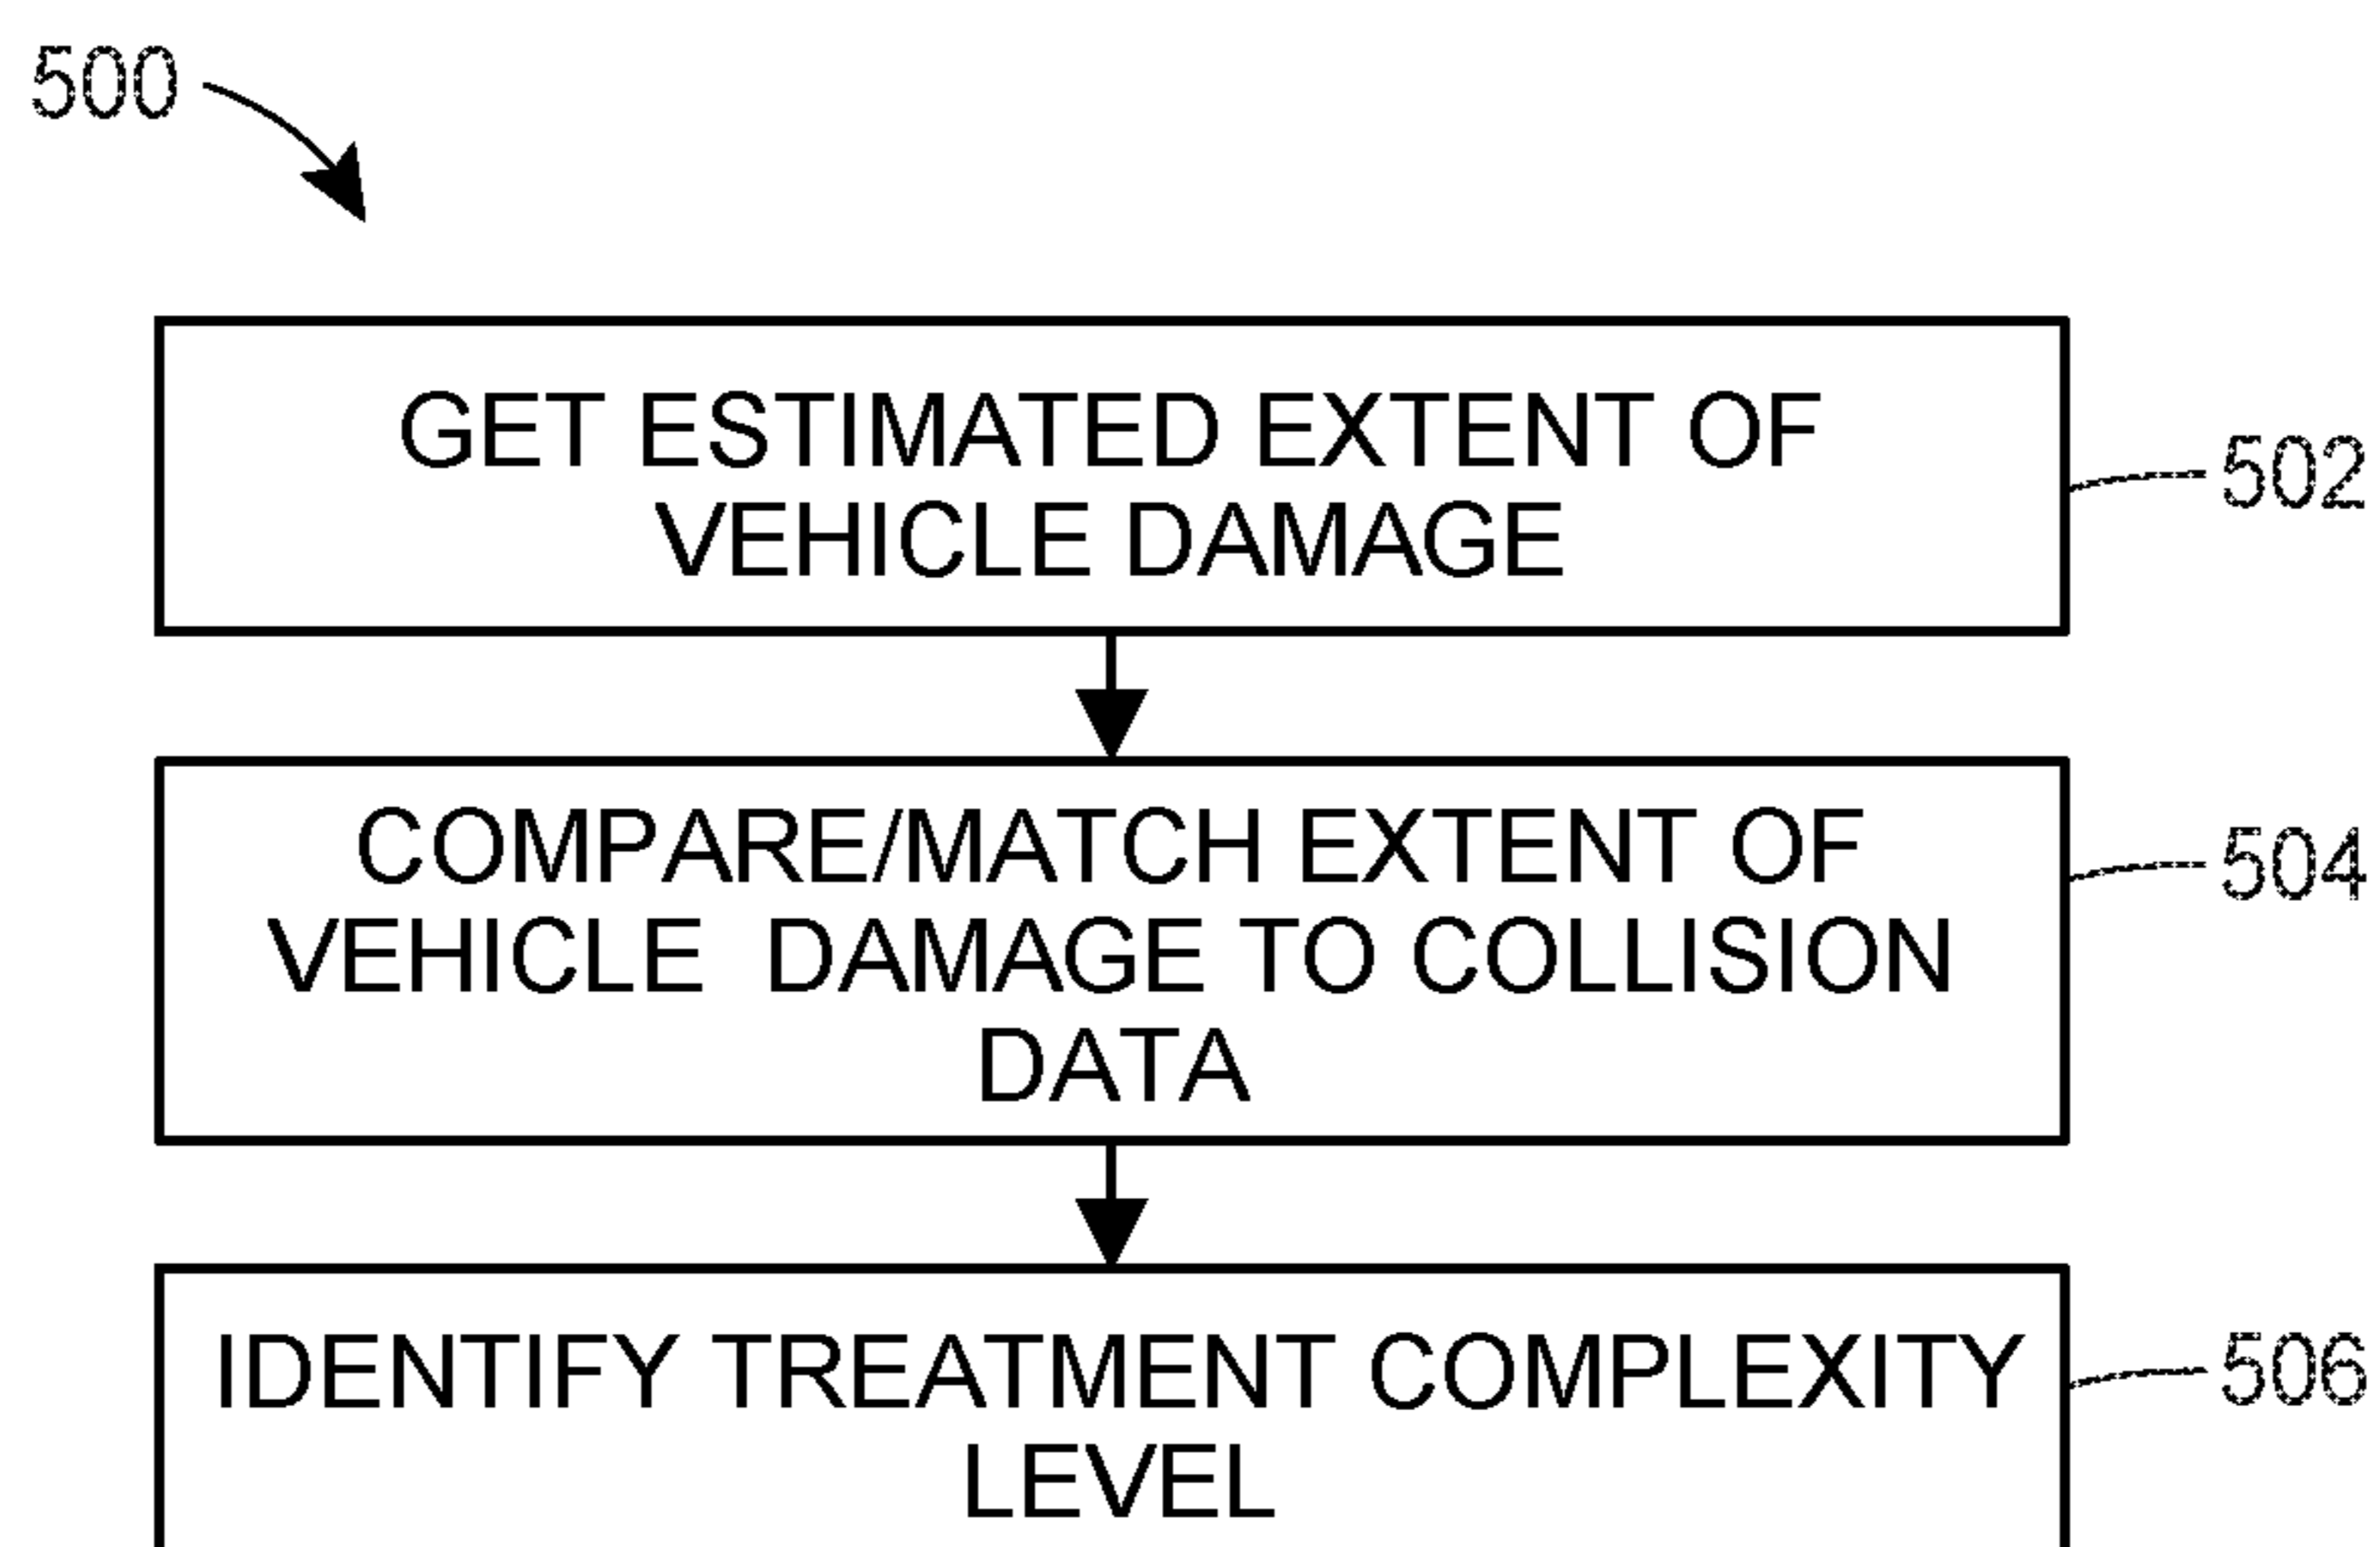 500
GET ESTIMATED EXTENT OF
VEHICLE DAMAGE
502
COMPARE/MATCH EXTENT OF
VEHICLE DAMAGE TO COLLISION
DATA
504
IDENTIFY TREATMENT COMPLEXITY
LEVEL
506